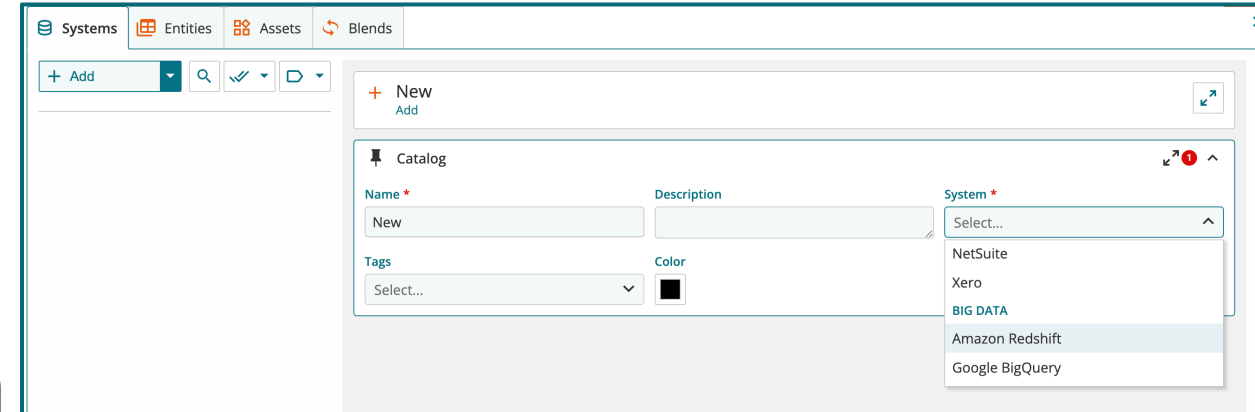 Systems Entities Assets Blends
+ Add
+ New
Add
Catalog 1
Name * Description System *
New Select...
NetSuite
Tags Color
Select...
Xero
BIG DATA
Amazon Redshift
Google BigQuery